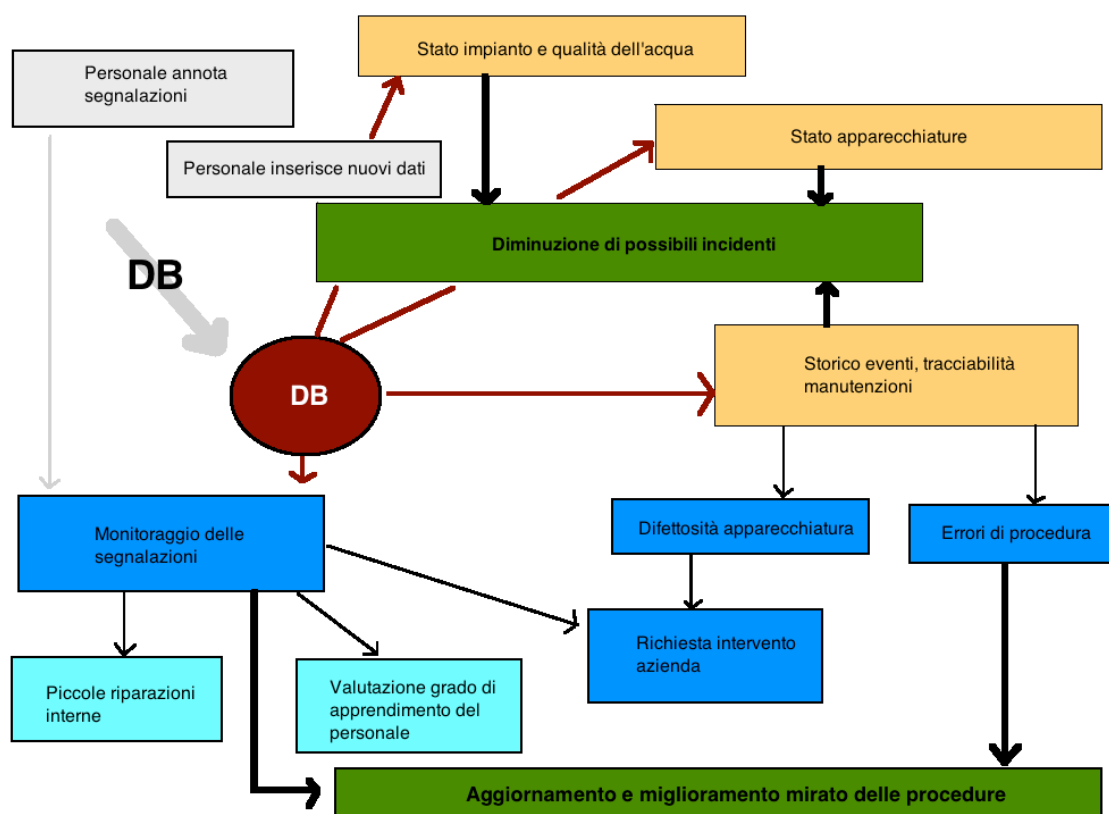 Stato impianto e qualità dell'acqua
Personale annota
segnalazioni
Stato apparecchiature
Personale inserisce nuovi dati
Diminuzione di possibili incidenti
DB
Storico eventi, tracciabilità
manutenzioni
DB
Monitoraggio delle
segnalazioni
Difettosità apparecchiatura
Errori di procedura
Richiesta intervento
azienda
Piccole riparazioni
interne
Valutazione grado di
apprendimento del
personale
Aggiornamento e miglioramento mirato delle procedure